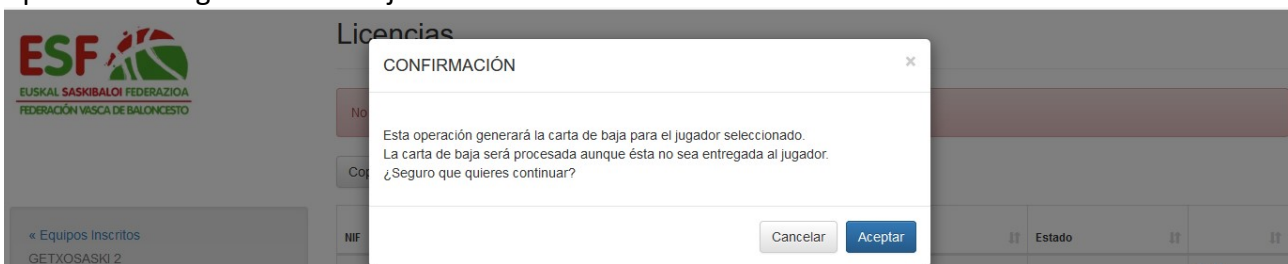 Licencias
ESF
EUSKAL SASKIBALOI FEDERAZIOA
FEDERACIÓN VASCA DE BALONCESTO
CONFIRMACIÓN
×
No
Esta operación generará la carta de baja para el jugador seleccionado.
La carta de baja será procesada aunque ésta no sea entregada al jugador.
¿Seguro que quieres continuar?
Cop
Cancelar
Aceptar
« Equipos Inscritos
GETXOSASKI 2
NIF
Estado